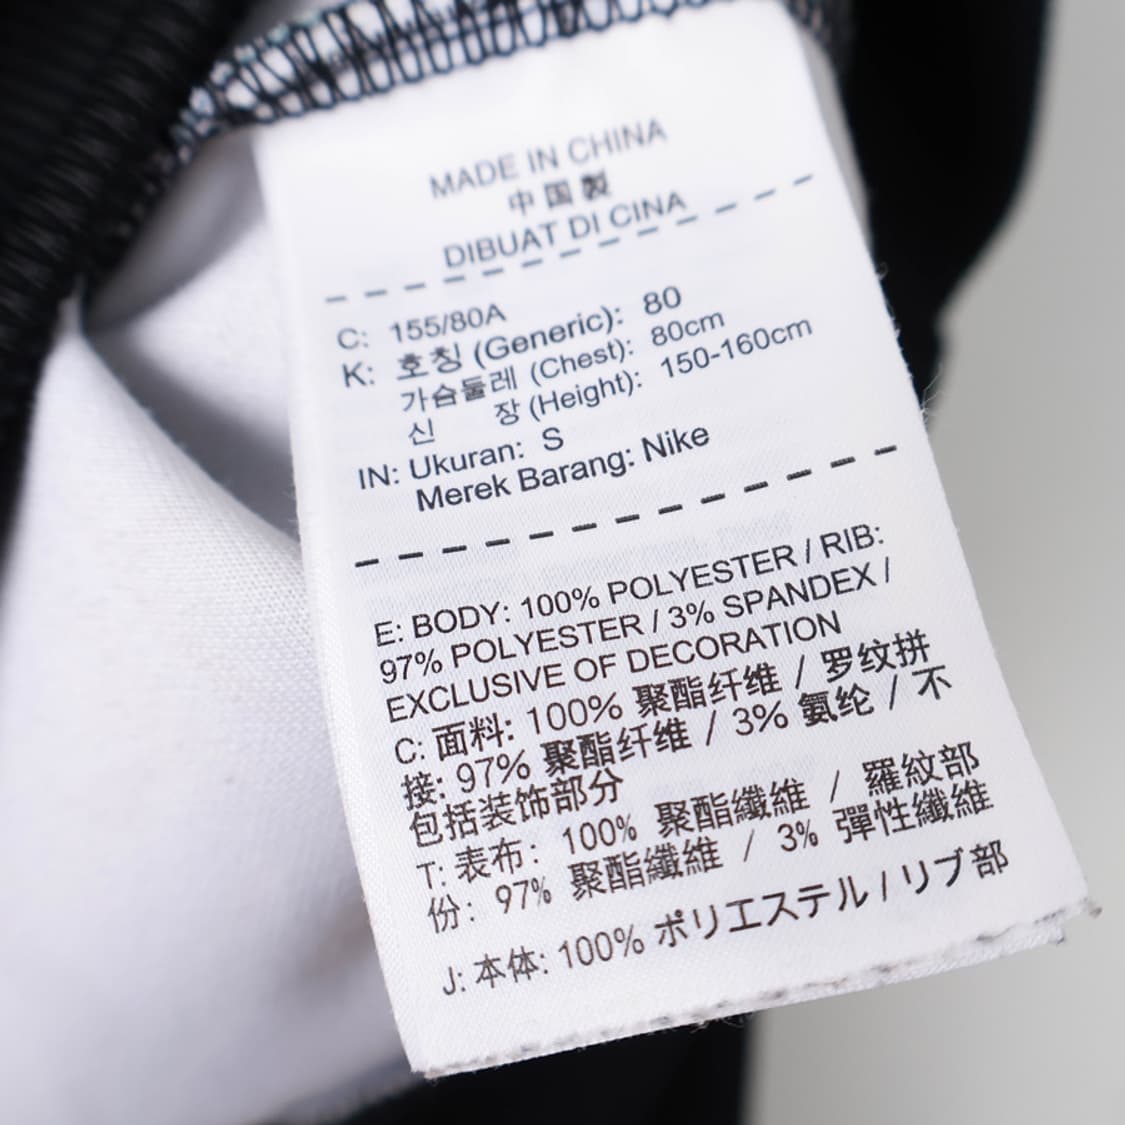 MADE IN CHINA
中国製
DIBUAT DI CINA
C: 155/80A
K: 호칭 (Generic): 80
가슴둘레 (Chest): 80cm
신 장 (Height): 150-160cm
IN: Ukuran: S
Merek Barang: Nike
E: BODY: 100% POLYESTER / RIB:
97% POLYESTER / 3% SPANDEX /
EXCLUSIVE OF DECORATION
C: 面料: 100% 聚酯纤维 / 罗纹拼
接: 97% 聚酯纤维 / 3% 氨纶 / 不
包括装饰部分
T: 表布: 100% 聚酯纖維 / 羅紋部
份: 97% 聚酯纖維 / 3% 彈性纖維
J: 本体: 100% ポリエステル / リブ部